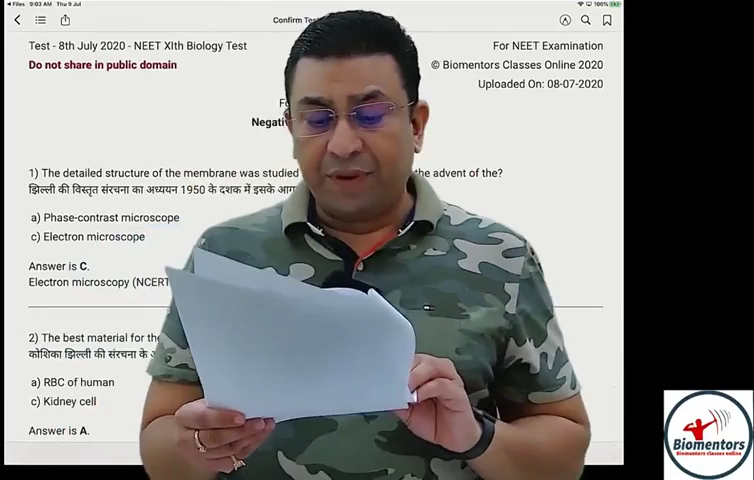 Files 9:03 AM Thu 9 Jul
100%
Confirm Tes
Test - 8th July 2020 - NEET XIth Biology Test
For NEET Examination
Do not share in public domain
© Biomentors Classes Online 2020
Uploaded On: 08-07-2020
Negati
1) The detailed structure of the membrane was studied the advent of the?
झिल्ली की विस्तृत संरचना का अध्ययन 1950 के दशक में इसके
a) Phase-contrast microscope
c) Electron microscope
Answer is C.
Electron microscopy (NCERT
2) The best material for the
कोशिका झिल्ली की संरचना के
a) RBC of human
c) Kidney cell
Answer is A.
Biomentors
Biomentors classes online